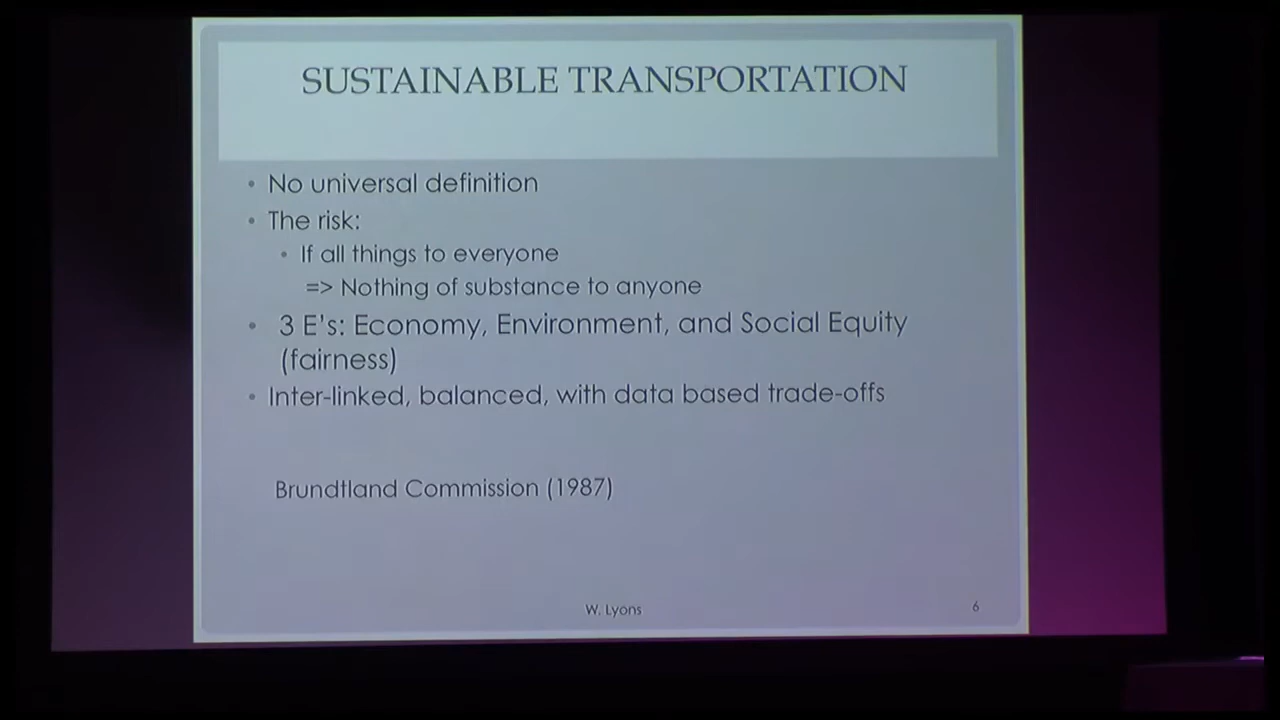 SUSTAINABLE TRANSPORTATION
• No universal definition
• The risk:
• If all things to everyone
=> Nothing of substance to anyone
• 3 E's: Economy, Environment, and Social Equity
(fairness)
• Inter-linked, balanced, with data based trade-offs
Brundtland Commission (1987)
W. Lyons
6